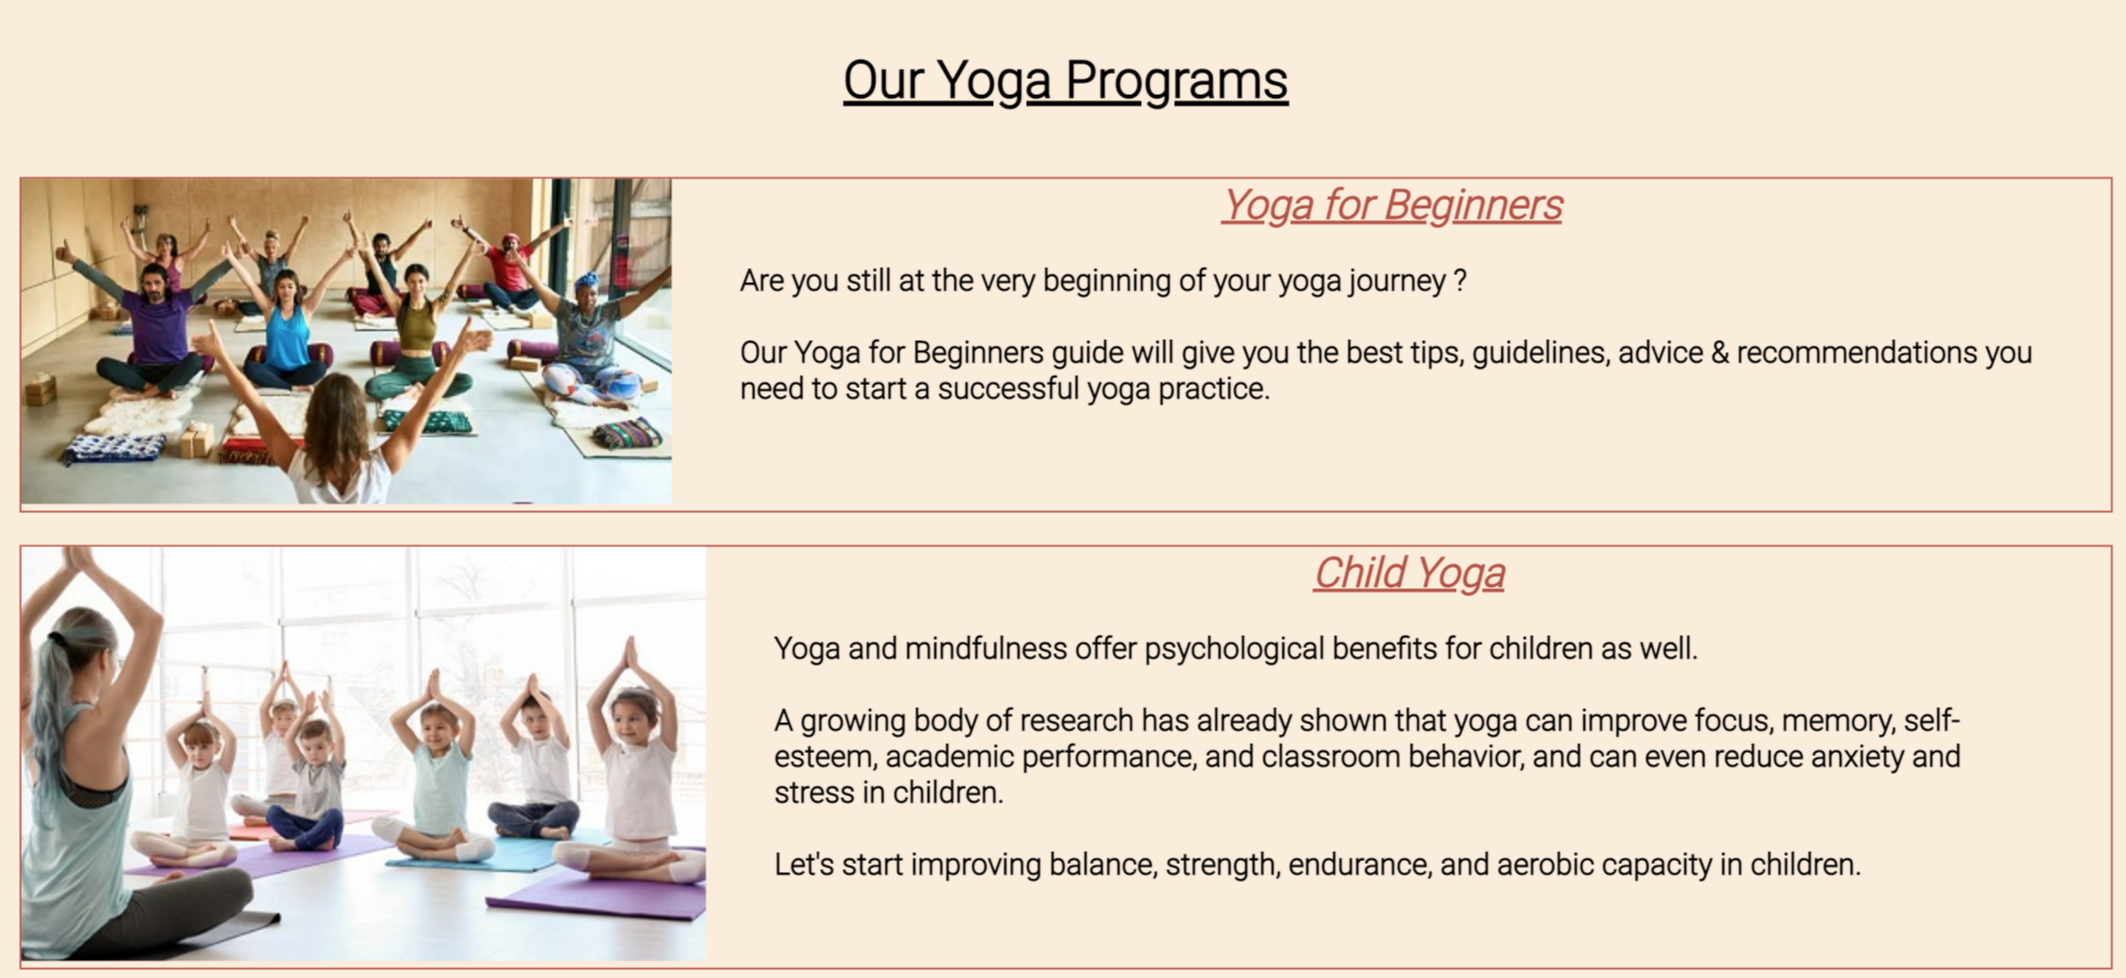 Our Yoga Programs
Yoga for Beginners
Are you still at the very beginning of your yoga journey ?
Our Yoga for Beginners guide will give you the best tips, guidelines, advice & recommendations you
need to start a successful yoga practice.
Child Yoga
Yoga and mindfulness offer psychological benefits for children as well.
A growing body of research has already shown that yoga can improve focus, memory, self-
esteem, academic performance, and classroom behavior, and can even reduce anxiety and
stress in children.
Let's start improving balance, strength, endurance, and aerobic capacity in children.